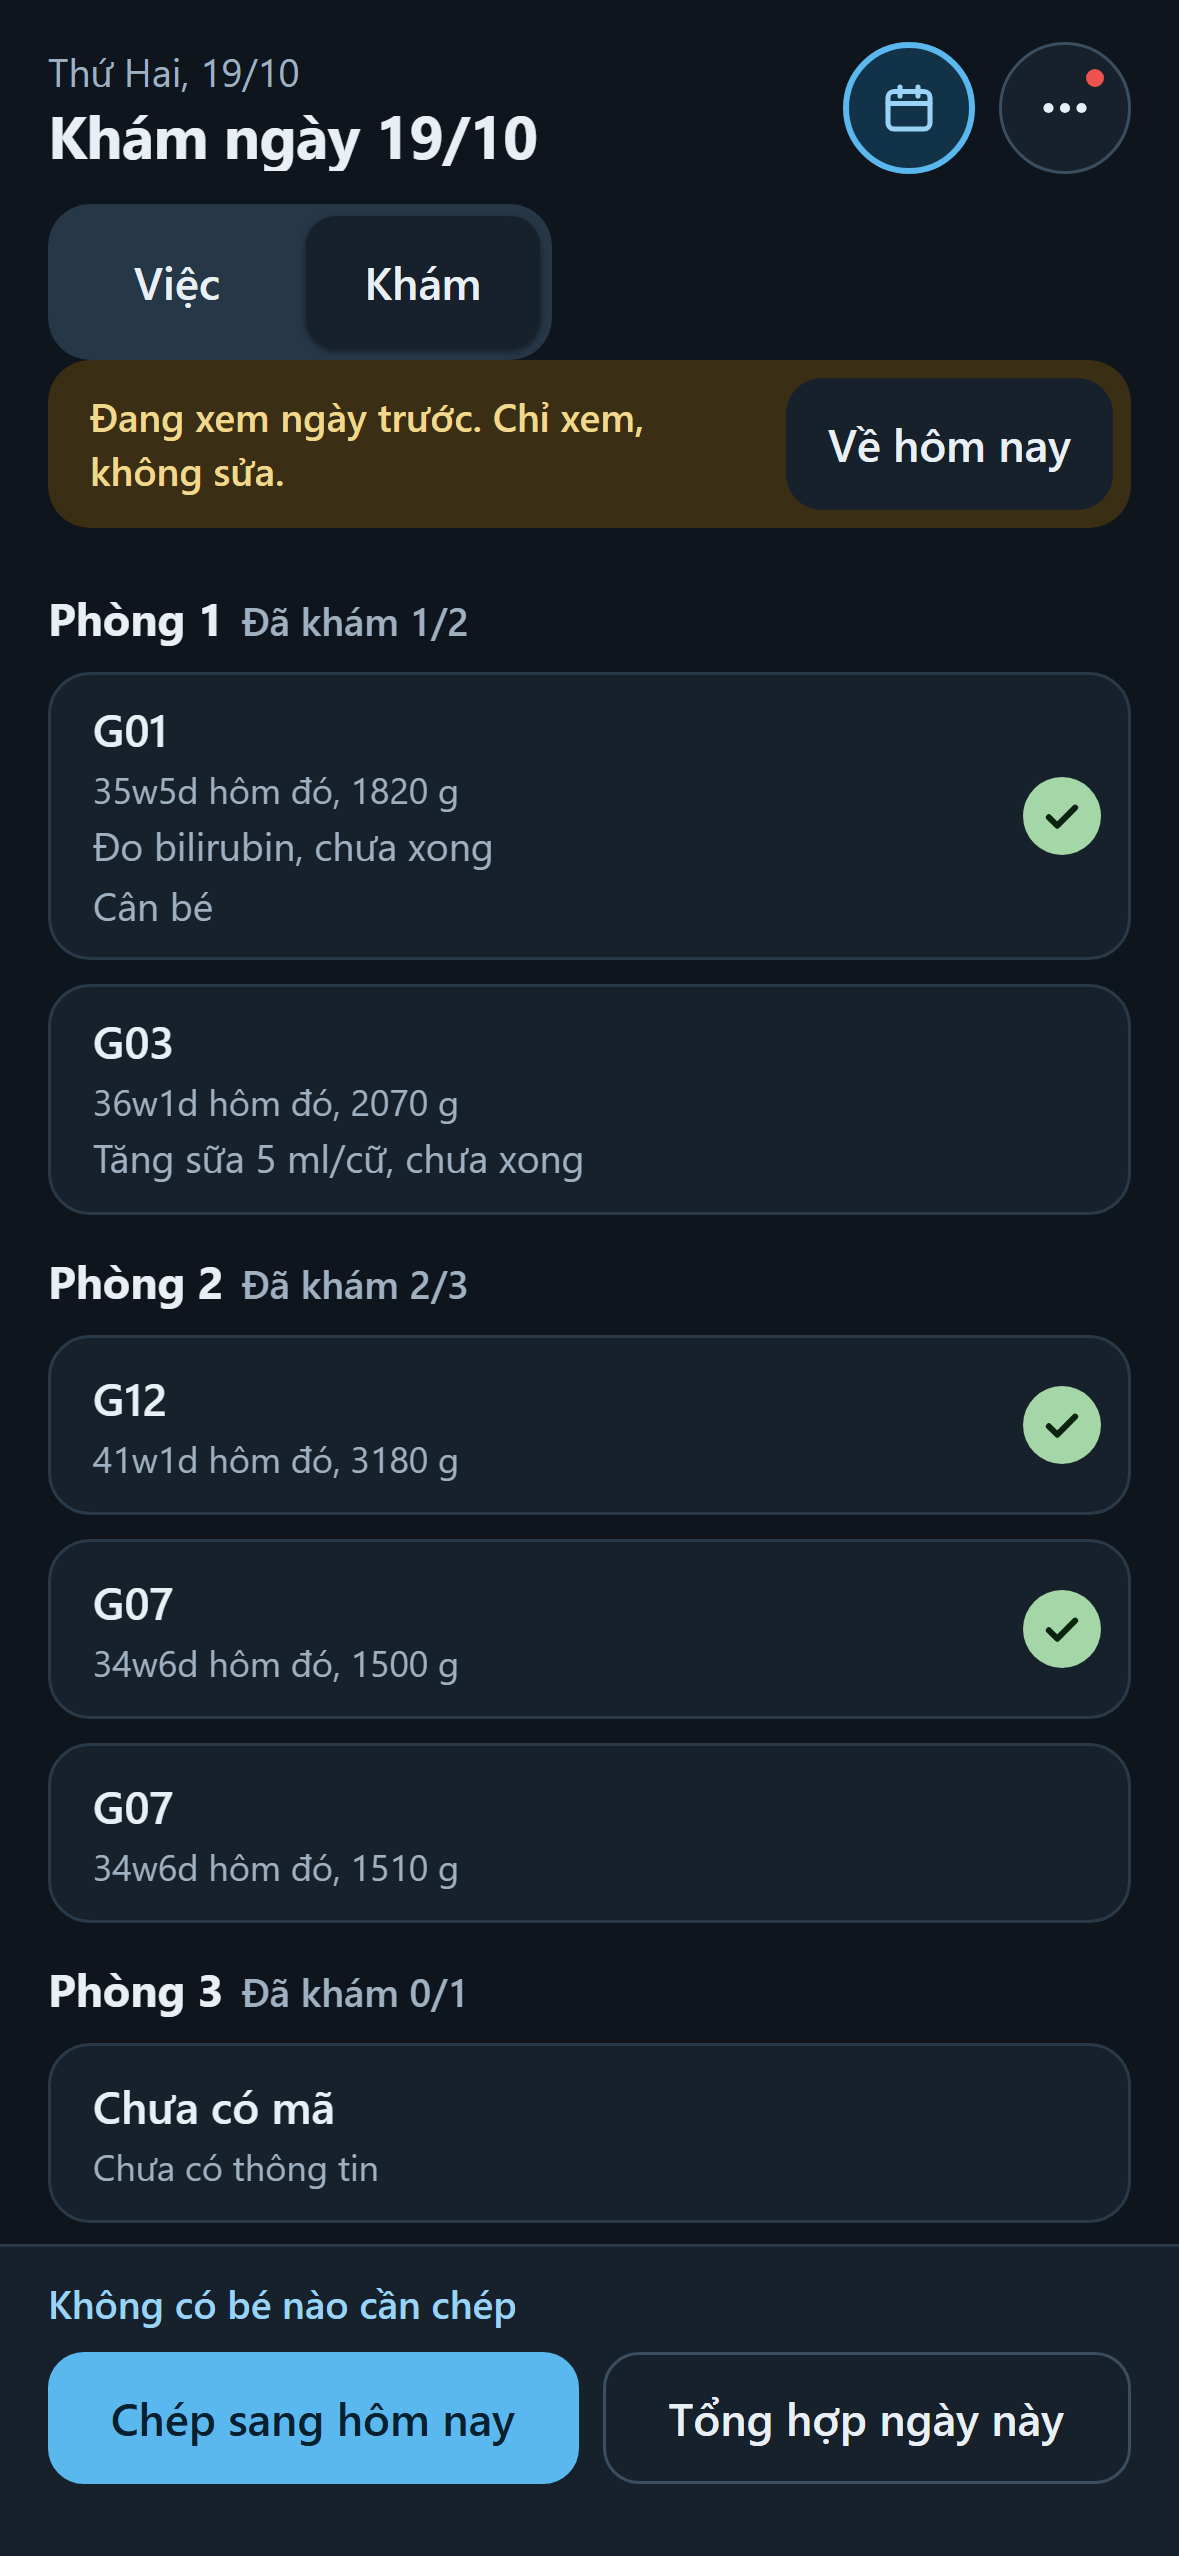 Thứ Hai, 19/10
Khám ngày 19/10
Việc
Khám
Đang xem ngày trước. Chỉ xem,
không sửa.
Về hôm nay
Phòng 1 Đã khám 1/2
G01
35w5d hôm đó, 1820 g
Đo bilirubin, chưa xong
Cân bé
G03
36w1d hôm đó, 2070 g
Tăng sữa 5 ml/cữ, chưa xong
Phòng 2 Đã khám 2/3
G12
41w1d hôm đó, 3180 g
G07
34w6d hôm đó, 1500 g
G07
34w6d hôm đó, 1510 g
Phòng 3 Đã khám 0/1
Chưa có mã
Chưa có thông tin
Không có bé nào cần chép
Chép sang hôm nay
Tổng hợp ngày này